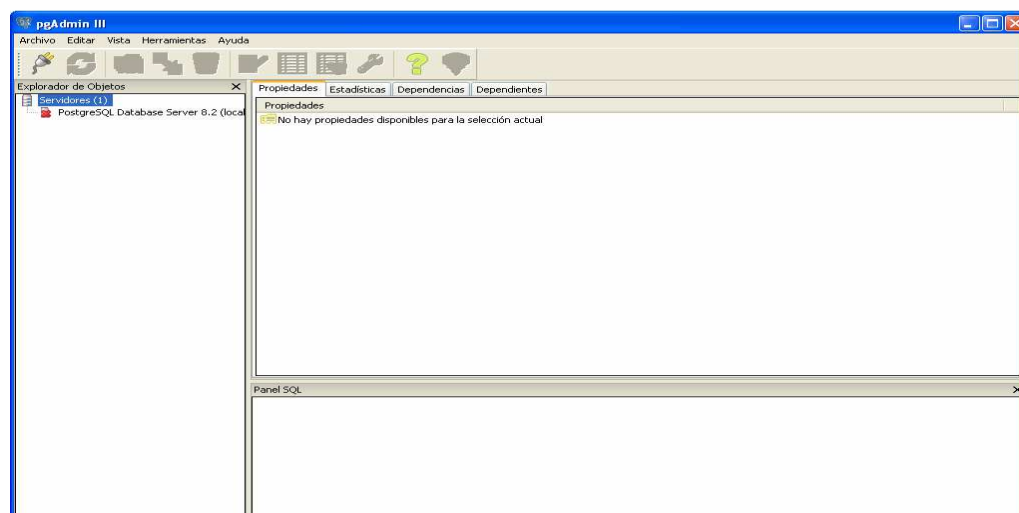 pgAdmin III
Archivo Editar Vista Herramientas Ayuda
Explorador de Objetos
Servidores (1)
PostgreSQL Database Server 8.2 (local
Propiedades Estadísticas Dependencias Dependientes
Propiedades
No hay propiedades disponibles para la selección actual
Panel SQL